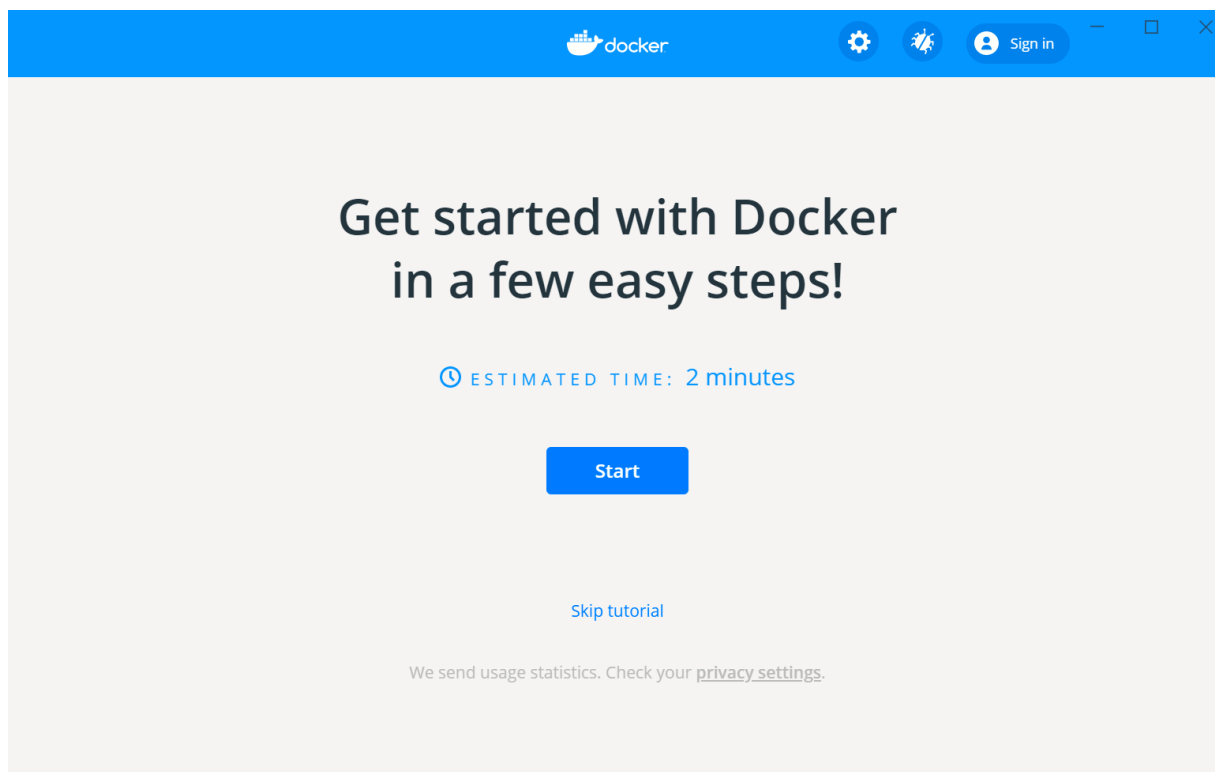 docker
Sign in
Get started with Docker
in a few easy steps!
ESTIMATED TIME: 2 minutes
Start
Skip tutorial
We send usage statistics. Check your privacy settings.